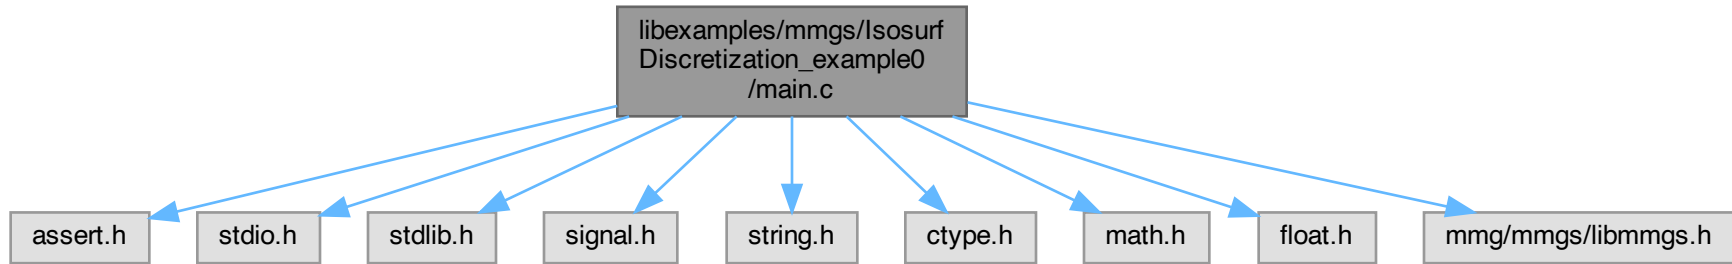 libexamples/mmgs/Isosurf
Discretization_example0
/main.c
assert.h
stdio.h
stdlib.h
signal.h
string.h
ctype.h
math.h
float.h
mmg/mmgs/libmmgs.h